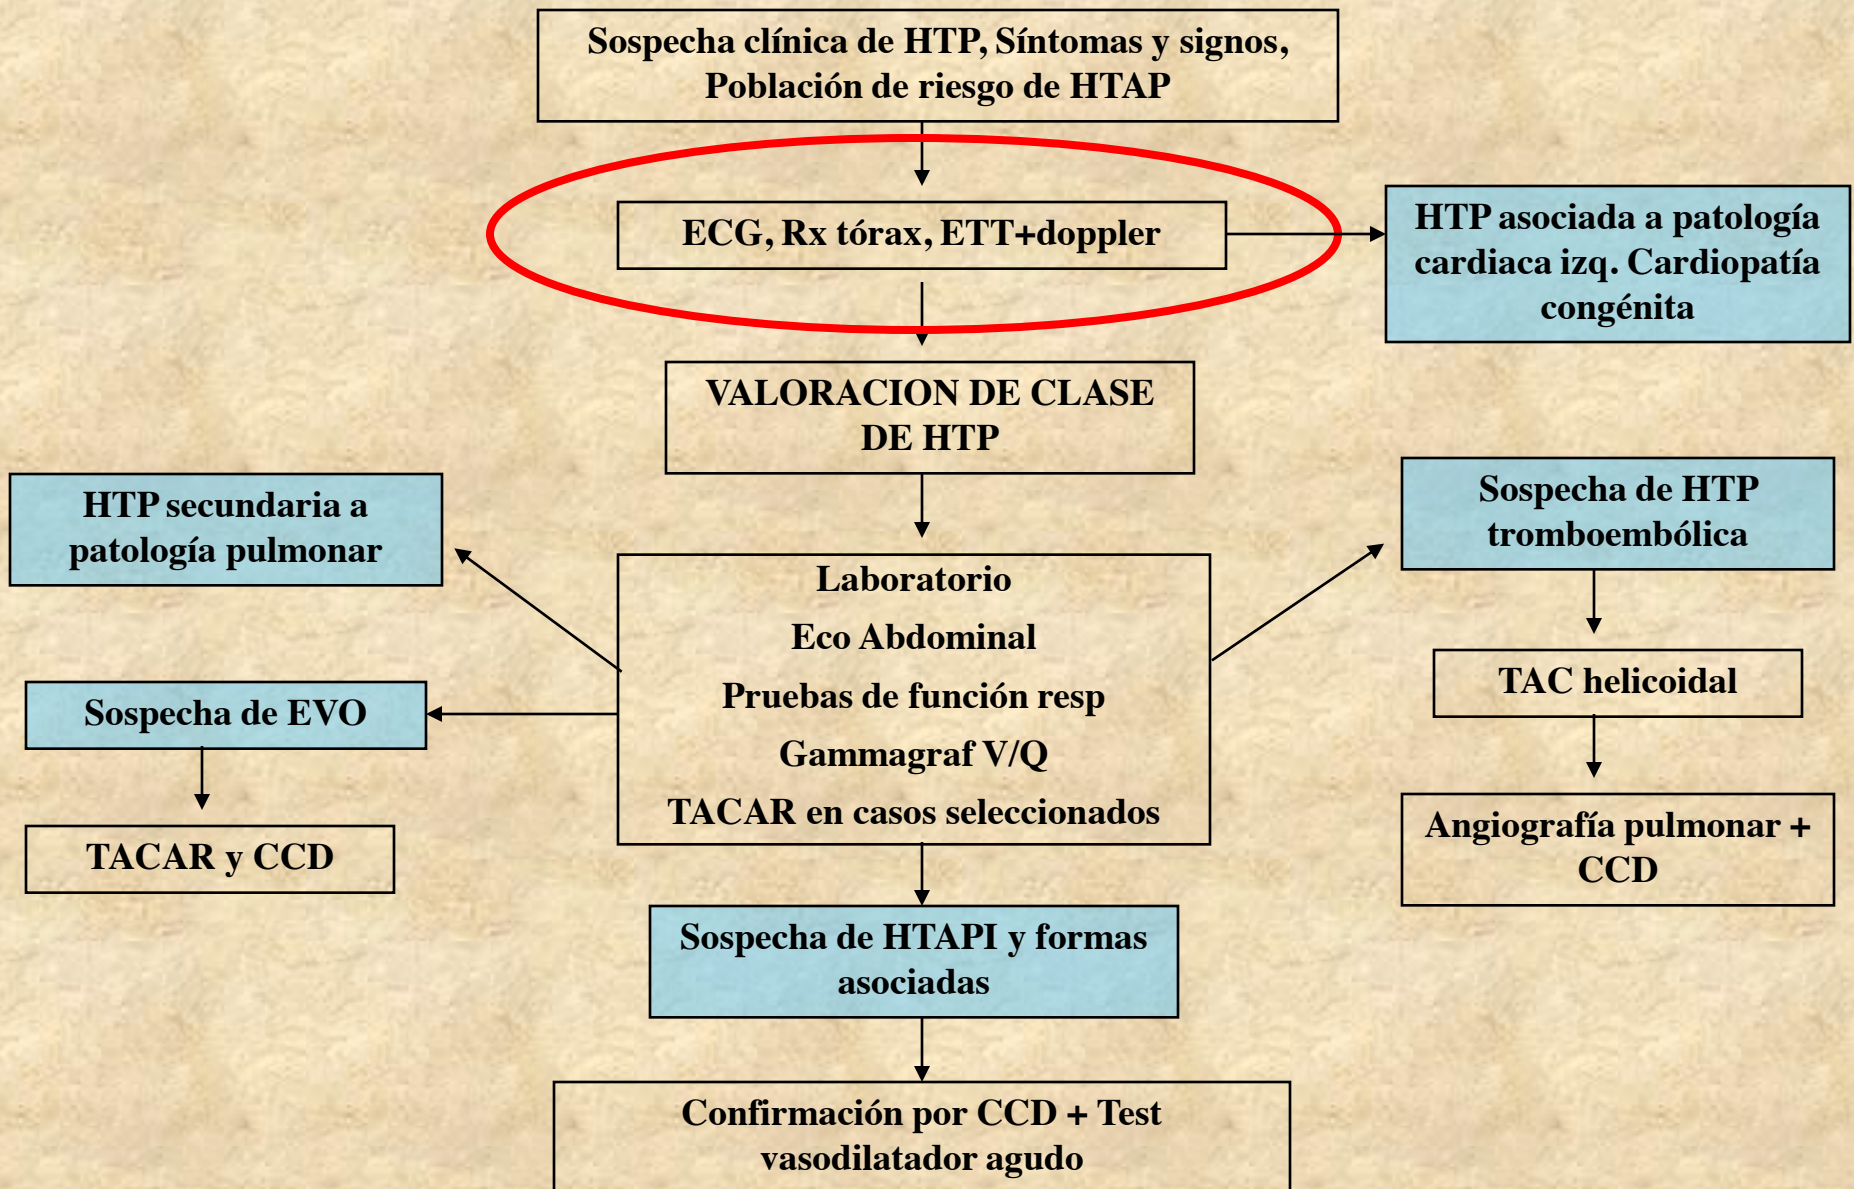 Sospecha clínica de HTP, Síntomas y signos,
Población de riesgo de HTAP
ECG, Rx tórax, ETT+doppler
HTP asociada a patología
cardiaca izq. Cardiopatía
congénita
VALORACION DE CLASE
DE HTP
HTP secundaria a
patología pulmonar
Sospecha de HTP
tromboembólica
Laboratorio
Eco Abdominal
Pruebas de función resp
Gammagraf V/Q
TACAR en casos seleccionados
Sospecha de EVO
TACAR y CCD
TAC helicoidal
Angiografía pulmonar +
CCD
Sospecha de HTAPI y formas
asociadas
Confirmación por CCD + Test
vasodilatador agudo